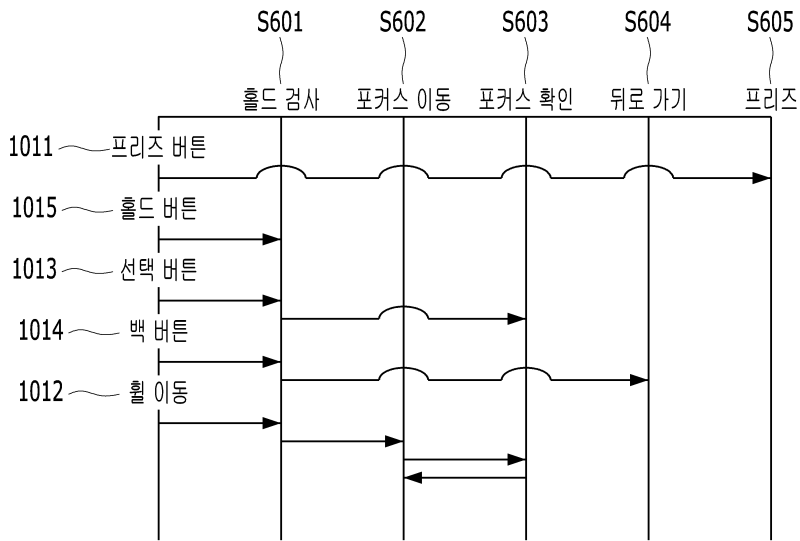 S601 S602 S603 S604 S605
홀드 검사 포커스 이동 포커스 확인 뒤로 가기 프리즈
1011 프리즈 버튼
1015 홀드 버튼
1013 선택 버튼
1014 백 버튼
1012 휠 이동